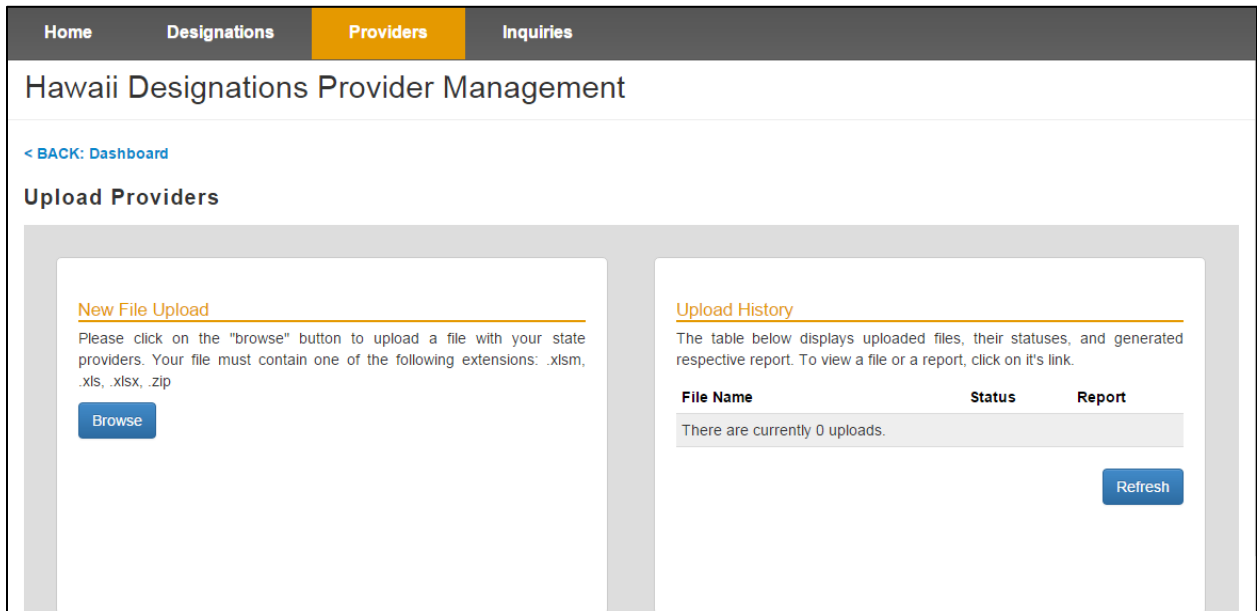 Home Designations Providers Inquiries
Hawaii Designations Provider Management
< BACK: Dashboard
Upload Providers
New File Upload
Please click on the "browse" button to upload a file with your state
providers. Your file must contain one of the following extensions: .xlsm,
.xls, .xlsx, .zip
Browse
Upload History
The table below displays uploaded files, their statuses, and generated
respective report. To view a file or a report, click on it's link.
File Name Status Report
There are currently 0 uploads.
Refresh